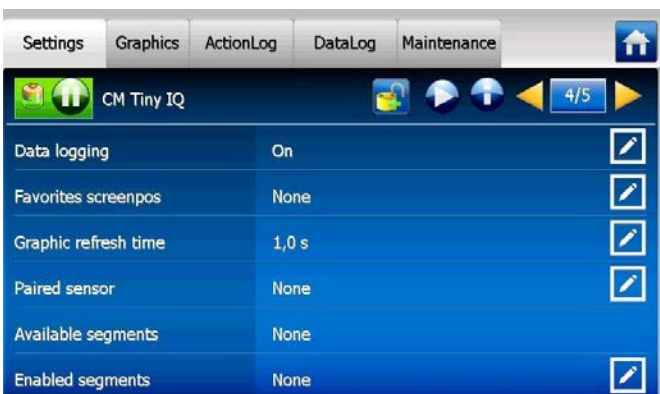 Settings Graphics ActionLog DataLog Maintenance
CM Tiny IQ 4/5
Data logging On
Favorites screenpos None
Graphic refresh time 1,0 s
Paired sensor None
Available segments None
Enabled segments None